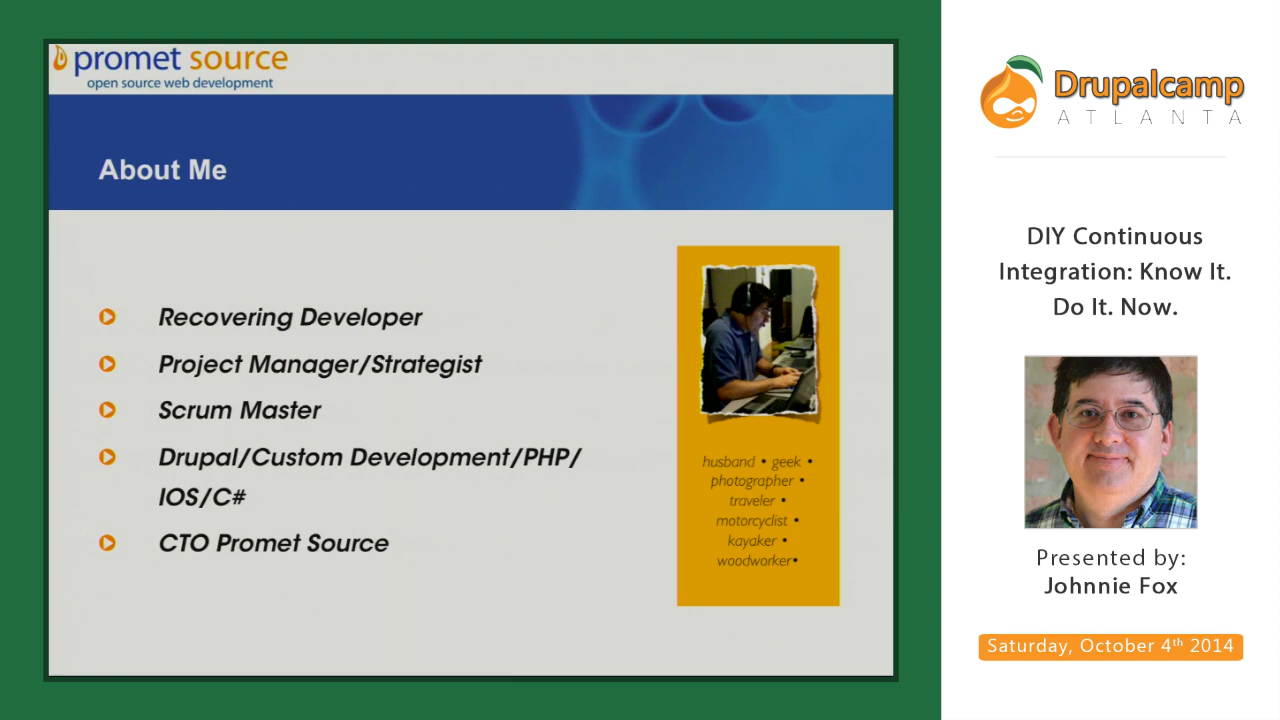 promet source
open source web development
About Me
Recovering Developer
Project Manager/Strategist
Scrum Master
Drupal/Custom Development/PHP/
IOS/C#
CTO Promet Source
husband • geek •
photographer •
traveler •
motorcyclist •
kayaker •
woodworker•
Drupalcamp
ATLANTA
DIY Continuous
Integration: Know It.
Do It. Now.
Presented by:
Johnnie Fox
Saturday, October 4th 2014